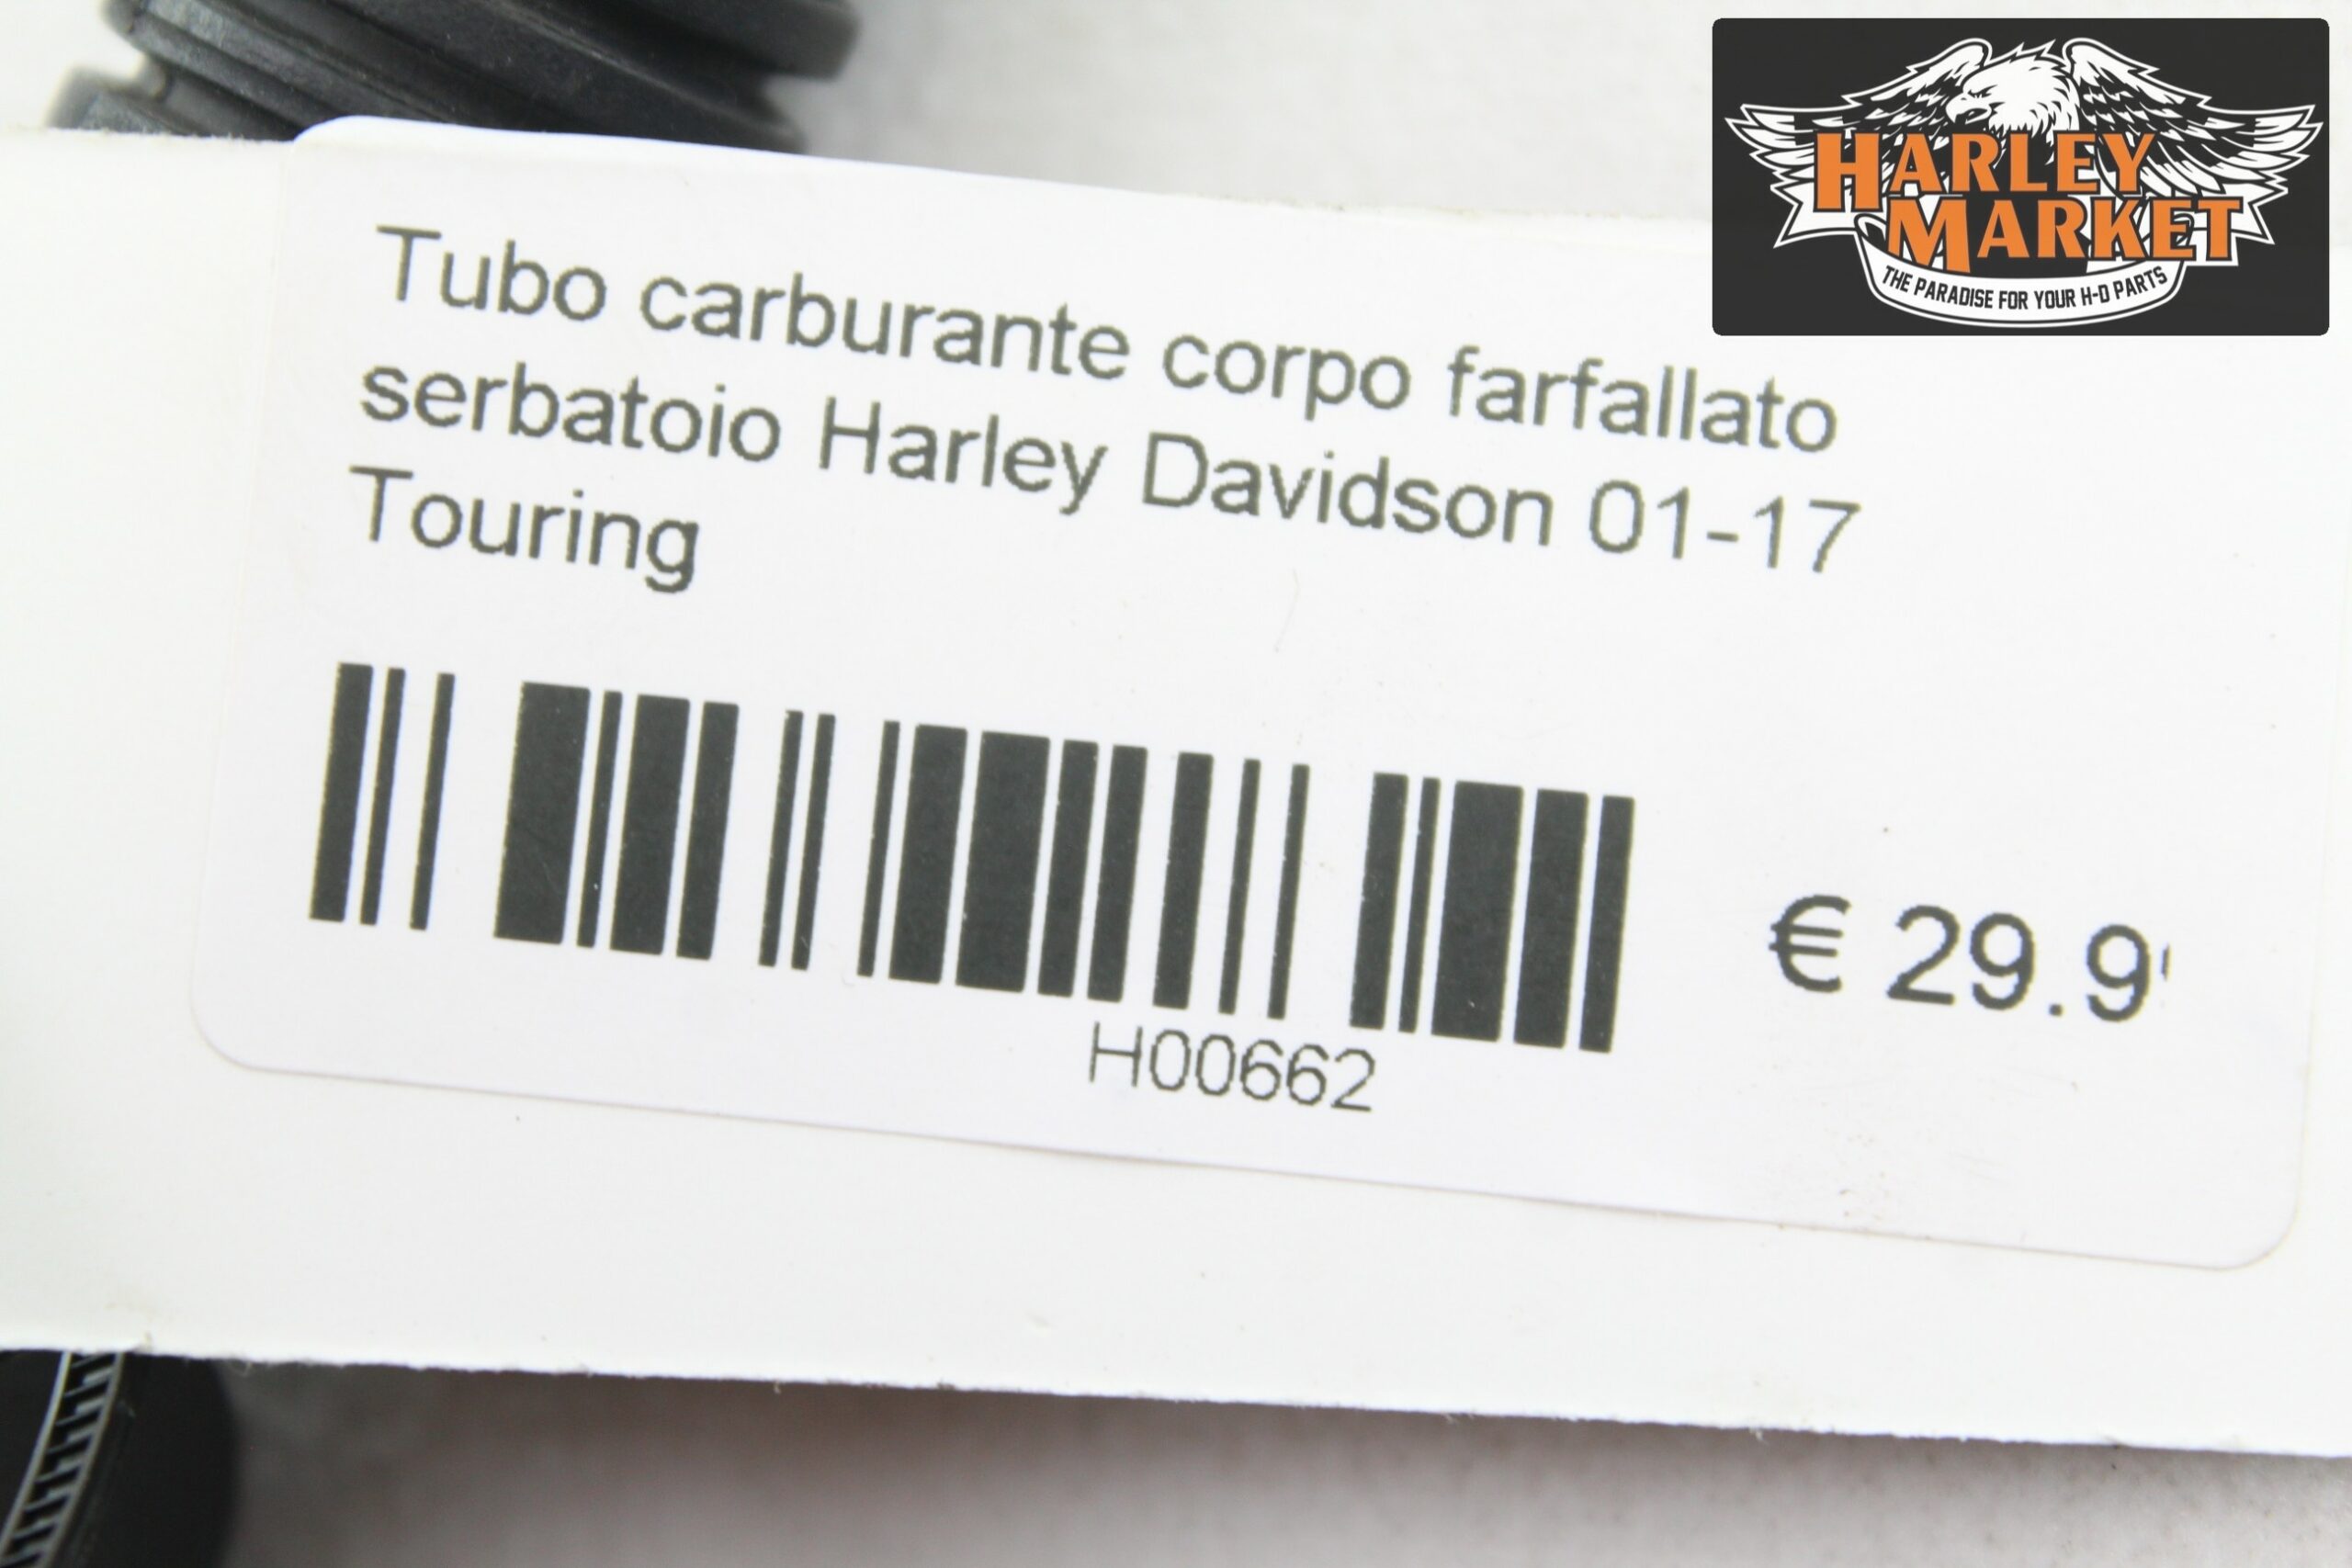 HARLEY
MARKET
THE PARADISE FOR YOUR H-D PARTS
Tubo carburante corpo farfallato
serbatoio Harley Davidson 01-17
Touring
H00662
€ 29.9